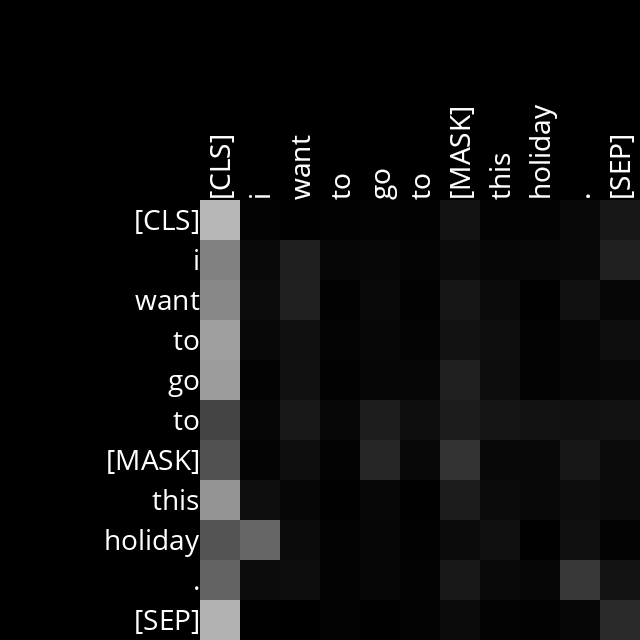 [CLS] i want to go to [MASK] this holiday . [SEP]
[CLS]
i
want
to
go
to
[MASK]
this
holiday
.
[SEP]